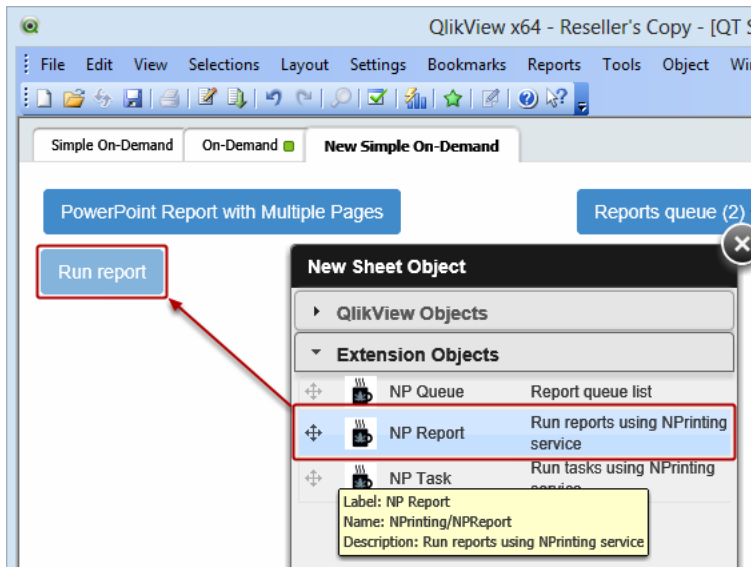 QlikView x64 - Reseller's Copy - [QT S
File Edit View Selections Layout Settings Bookmarks Reports Tools Object Wi
Simple On-Demand On-Demand New Simple On-Demand
PowerPoint Report with Multiple Pages Reports queue (2)
Run report
New Sheet Object
QlikView Objects
Extension Objects
NP Queue Report queue list
NP Report Run reports using NPrinting
service
NP Task Run tasks using NPrinting
service
Label: NP Report
Name: NPrinting/NPReport
Description: Run reports using NPrinting service